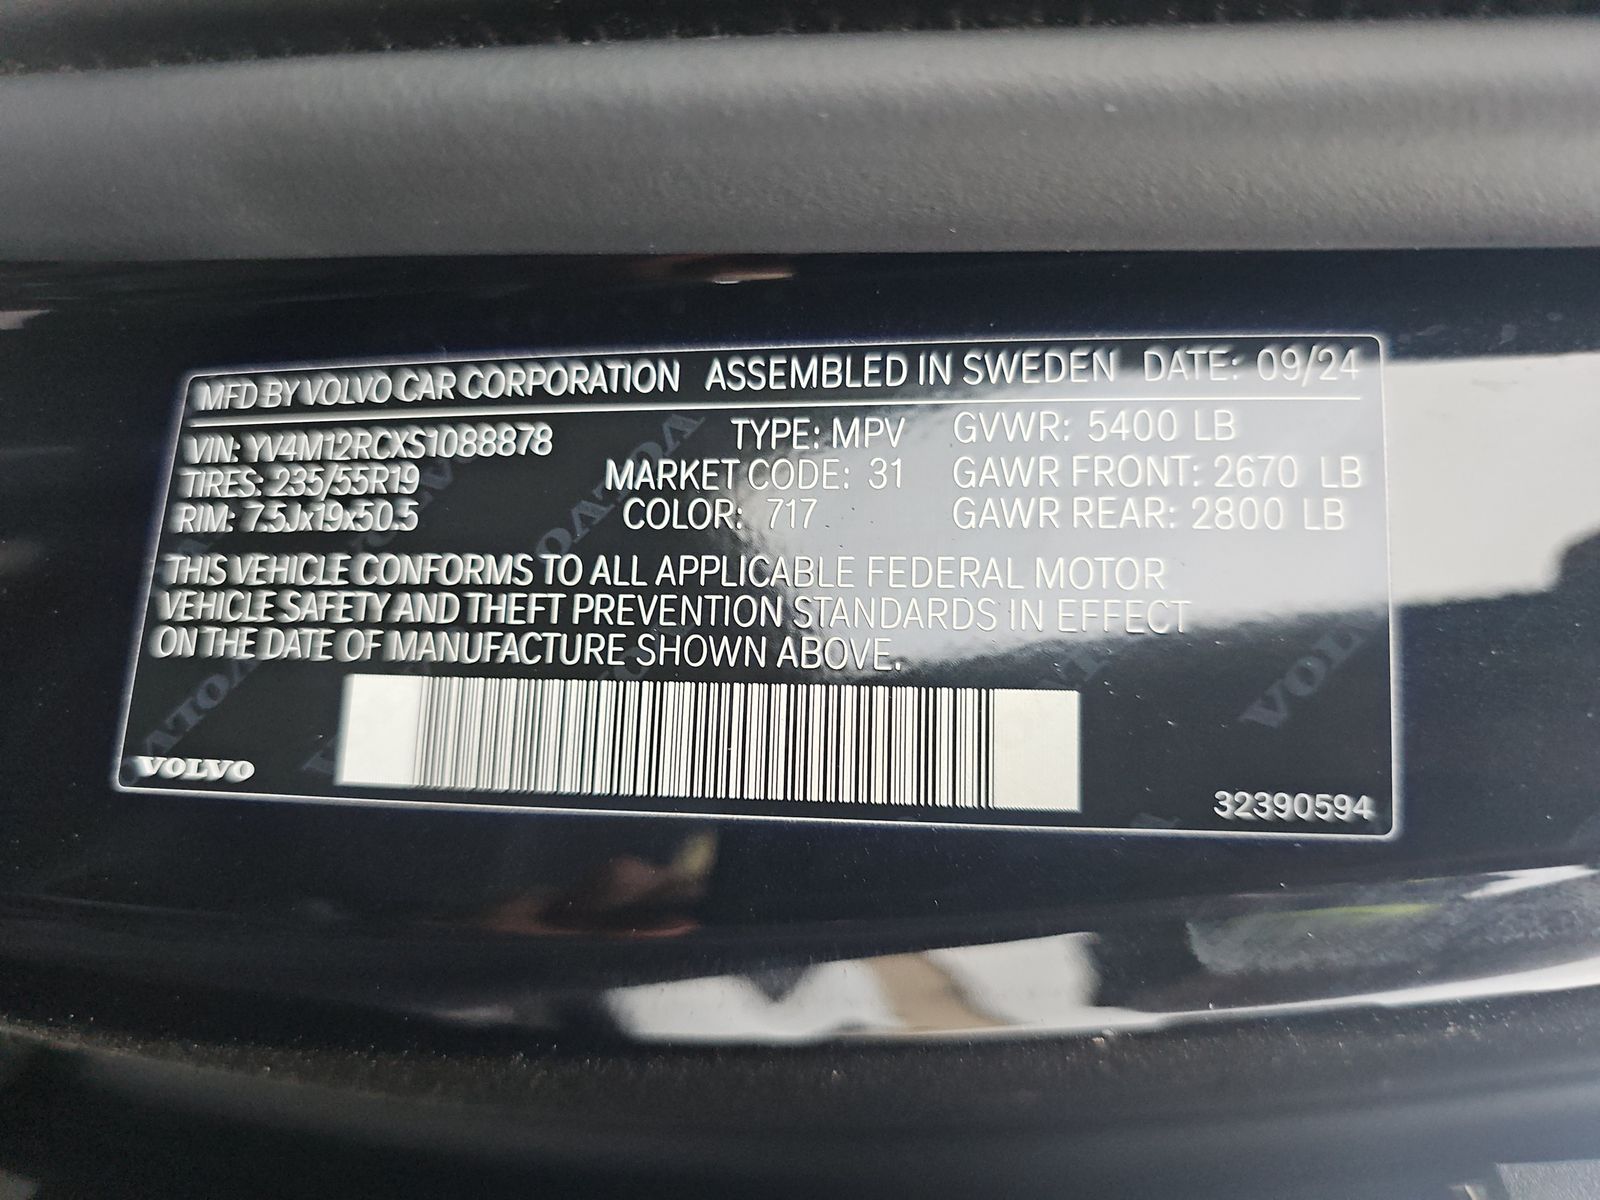 MFD BY VOLVO CAR CORPORATION ASSEMBLED IN SWEDEN DATE: 09/24
VIN: YV4M12RCXS1088878 TYPE: MPV GVWR: 5400 LB
TIRES: 235/55R19 MARKET CODE: 31 GAWR FRONT: 2670 LB
RIM: 7.5Jx19x50.5 COLOR: 717 GAWR REAR: 2800 LB
THIS VEHICLE CONFORMS TO ALL APPLICABLE FEDERAL MOTOR
VEHICLE SAFETY AND THEFT PREVENTION STANDARDS IN EFFECT
ON THE DATE OF MANUFACTURE SHOWN ABOVE.
VOLVO 32390594